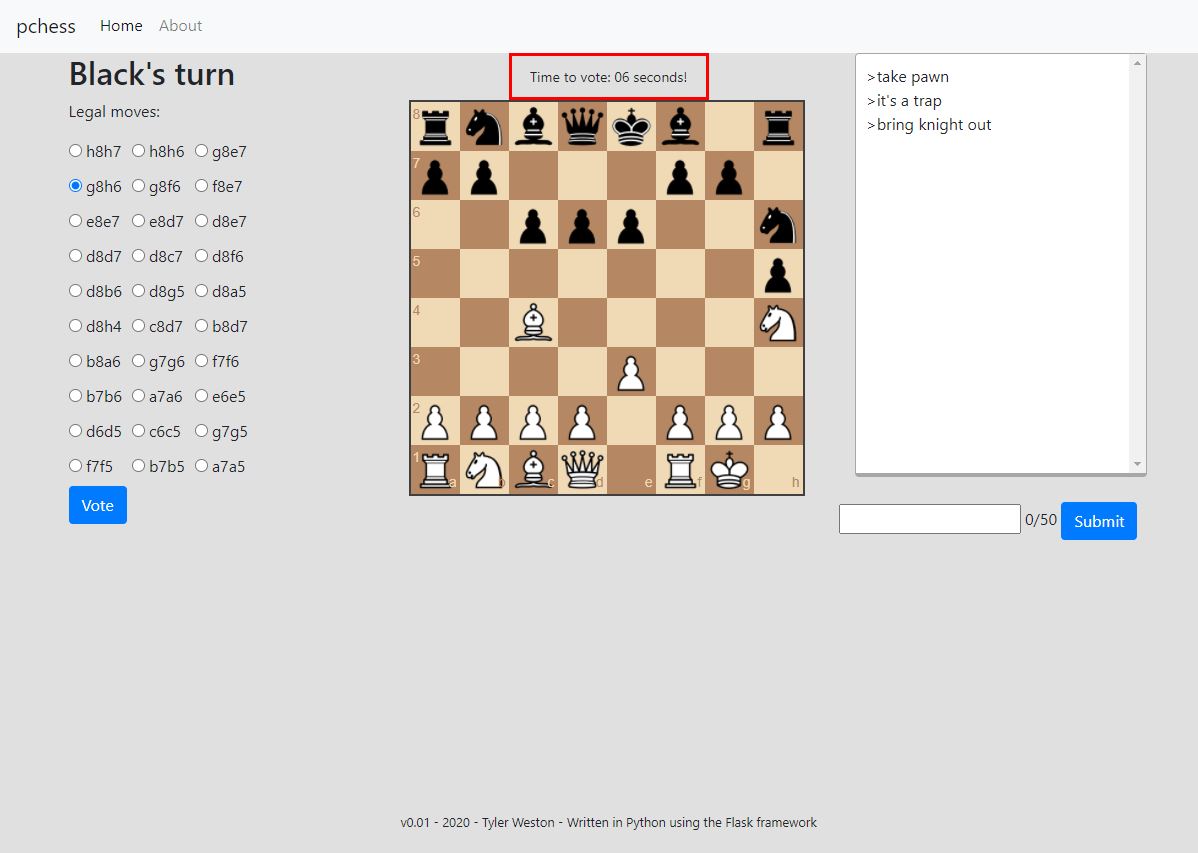 pchess Home About
Black's turn
Legal moves:
h8h7 h8h6 g8e7
g8h6 g8f6 f8e7
e8e7 e8d7 d8e7
d8d7 d8c7 d8f6
d8b6 d8g5 d8a5
d8h4 c8d7 b8d7
b8a6 g7g6 f7f6
b7b6 a7a6 e6e5
d6d5 c6c5 g7g5
f7f5 b7b5 a7a5
Vote
Time to vote: 06 seconds!
8
7
6
5
4
3
2
1
a b c d e f g h
>take pawn
>it's a trap
>bring knight out
0/50 Submit
v0.01 - 2020 - Tyler Weston - Written in Python using the Flask framework